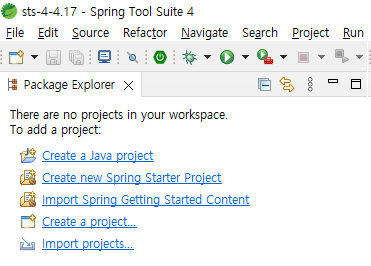 sts-4-4.17 - Spring Tool Suite 4
File Edit Source Refactor Navigate Search Project Run
Package Explorer
There are no projects in your workspace.
To add a project:
Create a Java project
Create new Spring Starter Project
Import Spring Getting Started Content
Create a project...
Import projects...